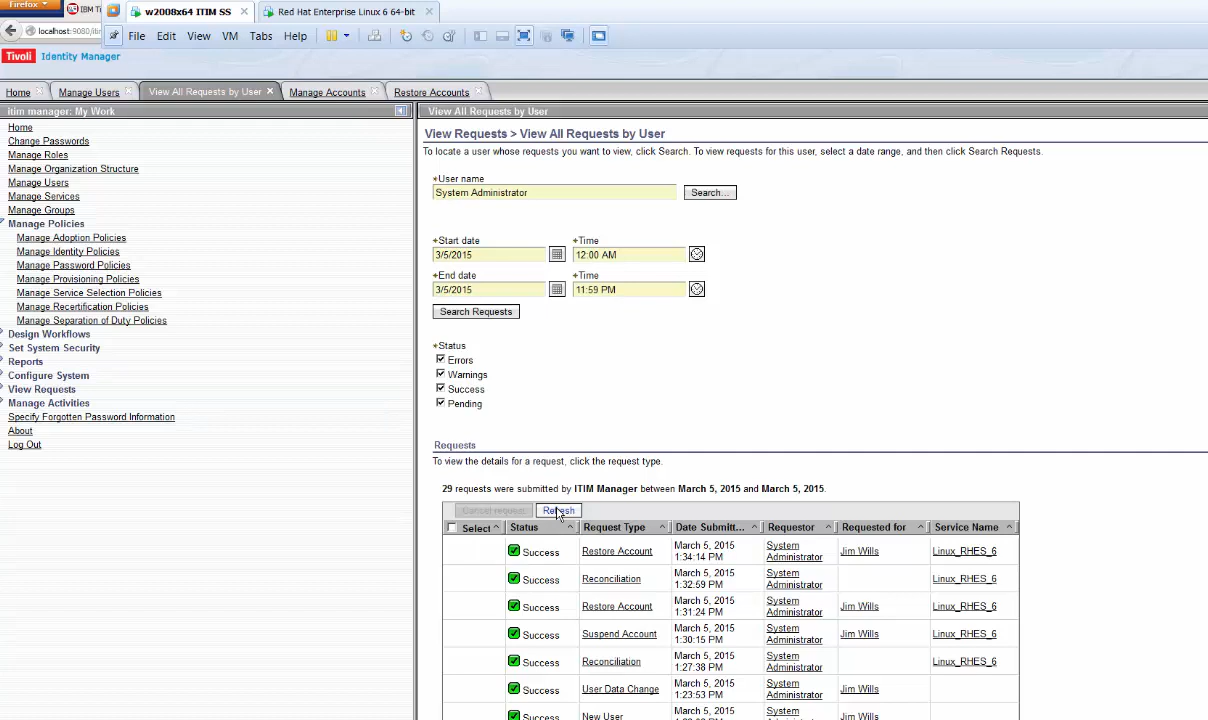 Firefox
IBM Ti
w2008x64 ITIM SS
Red Hat Enterprise Linux 6 64-bit
localhost:9080/itim
File Edit View VM Tabs Help
Tivoli Identity Manager
Home Manage Users View All Requests by User Manage Accounts Restore Accounts
itim manager: My Work
Home
Change Passwords
Manage Roles
Manage Organization Structure
Manage Users
Manage Services
Manage Groups
Manage Policies
Manage Adoption Policies
Manage Identity Policies
Manage Password Policies
Manage Provisioning Policies
Manage Service Selection Policies
Manage Recertification Policies
Manage Separation of Duty Policies
Design Workflows
Set System Security
Reports
Configure System
View Requests
Manage Activities
Specify Forgotten Password Information
About
Log Out
View All Requests by User
View Requests > View All Requests by User
To locate a user whose requests you want to view, click Search. To view requests for this user, select a date range, and then click Search Requests.
*User name
System Administrator Search...
*Start date *Time
3/5/2015 12:00 AM
*End date *Time
3/5/2015 11:59 PM
Search Requests
*Status
Errors
Warnings
Success
Pending
Requests
To view the details for a request, click the request type.
29 requests were submitted by ITIM Manager between March 5, 2015 and March 5, 2015.
Cancel request Refresh
Select Status Request Type Date Submitt... Requestor Requested for Service Name
Success Restore Account March 5, 2015 1:34:14 PM System Administrator Jim Wills Linux_RHES_6
Success Reconciliation March 5, 2015 1:32:59 PM System Administrator Linux_RHES_6
Success Restore Account March 5, 2015 1:31:24 PM System Administrator Jim Wills Linux_RHES_6
Success Suspend Account March 5, 2015 1:30:15 PM System Administrator Jim Wills Linux_RHES_6
Success Reconciliation March 5, 2015 1:27:38 PM System Administrator Linux_RHES_6
Success User Data Change March 5, 2015 1:23:53 PM System Administrator Jim Wills
Success New User March 5, 2015 System Jim Wills